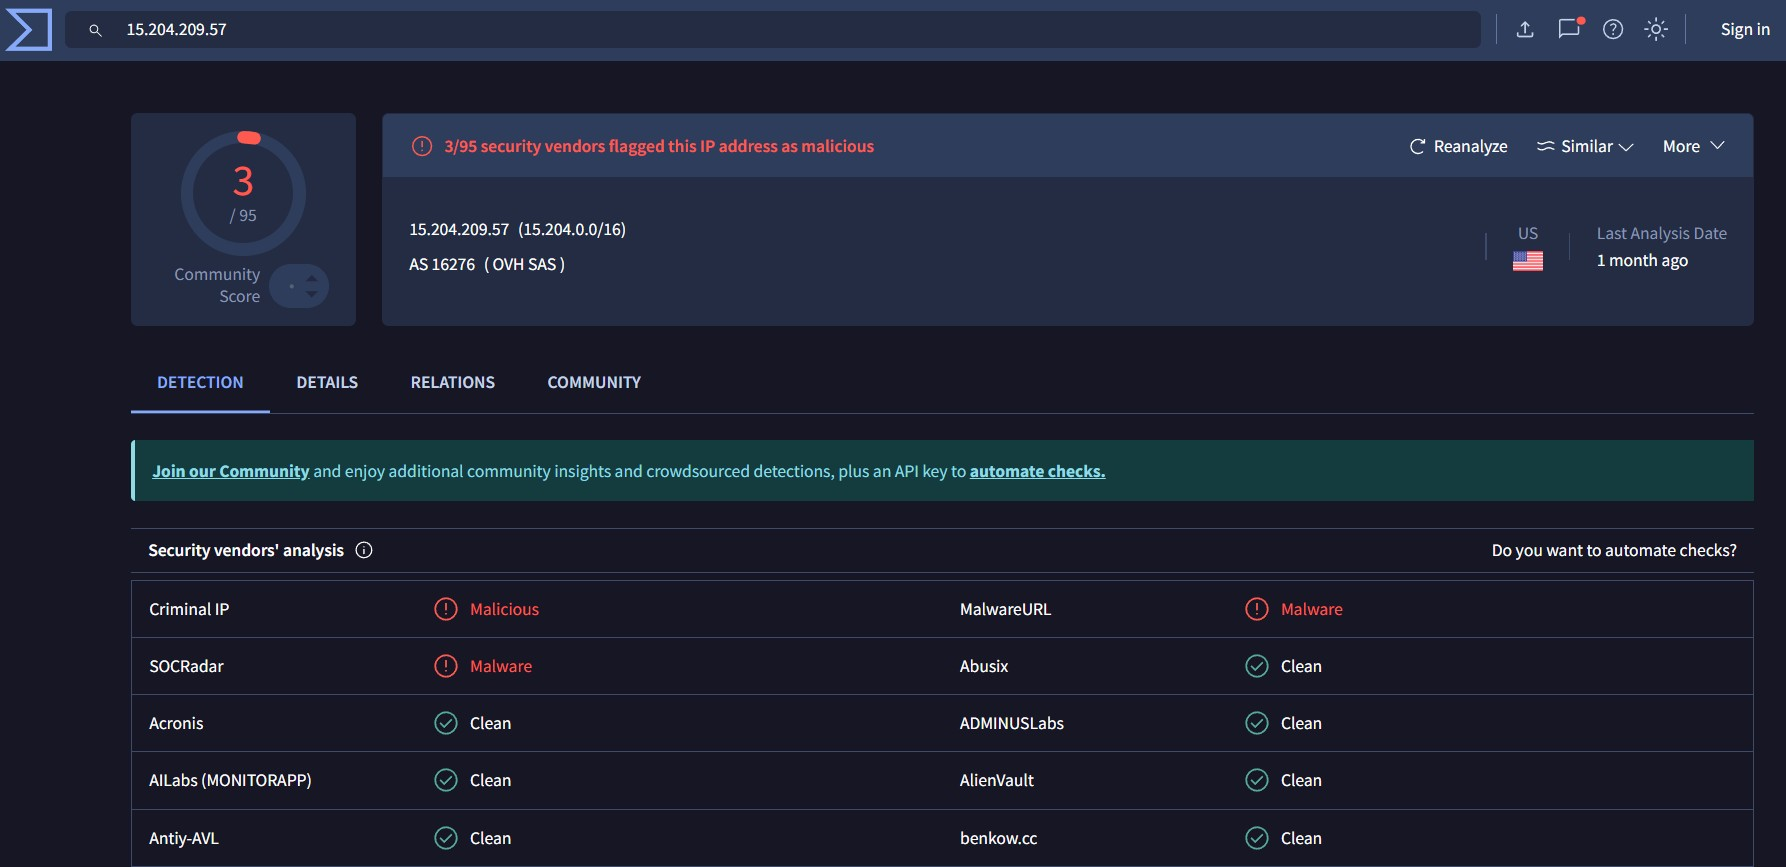 15.204.209.57
Sign in
3
/ 95
Community
Score
3/95 security vendors flagged this IP address as malicious
Reanalyze
Similar
More
15.204.209.57 (15.204.0.0/16)
AS 16276 ( OVH SAS )
US
Last Analysis Date
1 month ago
DETECTION
DETAILS
RELATIONS
COMMUNITY
Join our Community and enjoy additional community insights and crowdsourced detections, plus an API key to automate checks.
Security vendors' analysis
Do you want to automate checks?
Criminal IP Malicious MalwareURL Malware
SOCRadar Malware Abusix Clean
Acronis Clean ADMINUSLabs Clean
AILabs (MONITORAPP) Clean AlienVault Clean
Antiy-AVL Clean benkow.cc Clean